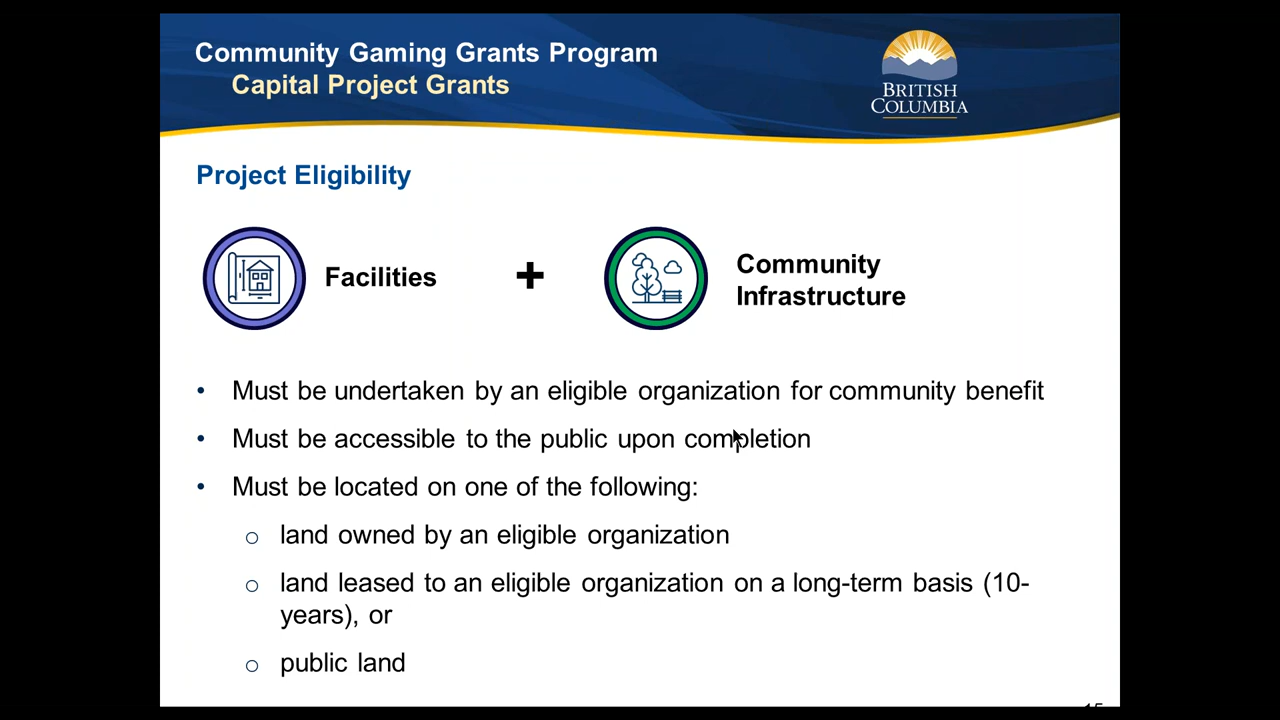 Community Gaming Grants Program
Capital Project Grants
BRITISH
COLUMBIA
Project Eligibility
Facilities
+
Community
Infrastructure
• Must be undertaken by an eligible organization for community benefit
• Must be accessible to the public upon completion
• Must be located on one of the following:
o land owned by an eligible organization
o land leased to an eligible organization on a long-term basis (10-
years), or
o public land